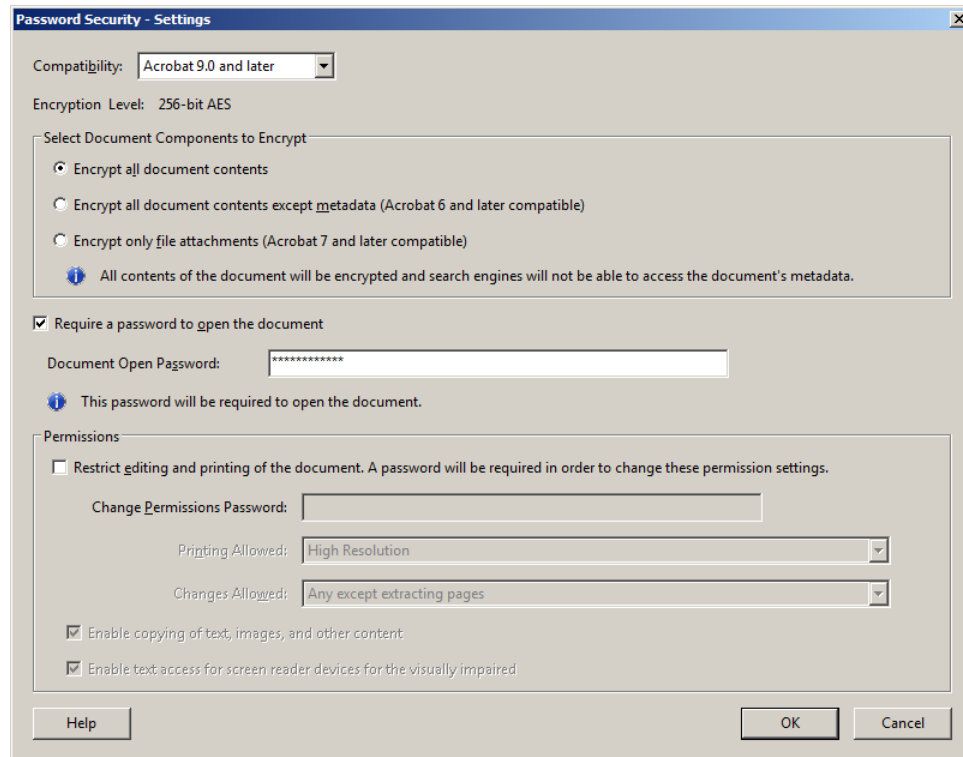 Password Security - Settings
Compatibility: Acrobat 9.0 and later
Encryption Level: 256-bit AES
Select Document Components to Encrypt
Encrypt all document contents
Encrypt all document contents except metadata (Acrobat 6 and later compatible)
Encrypt only file attachments (Acrobat 7 and later compatible)
All contents of the document will be encrypted and search engines will not be able to access the document's metadata.
Require a password to open the document
Document Open Password: ************
This password will be required to open the document.
Permissions
Restrict editing and printing of the document. A password will be required in order to change these permission settings.
Change Permissions Password:
Printing Allowed: High Resolution
Changes Allowed: Any except extracting pages
Enable copying of text, images, and other content
Enable text access for screen reader devices for the visually impaired
Help OK Cancel